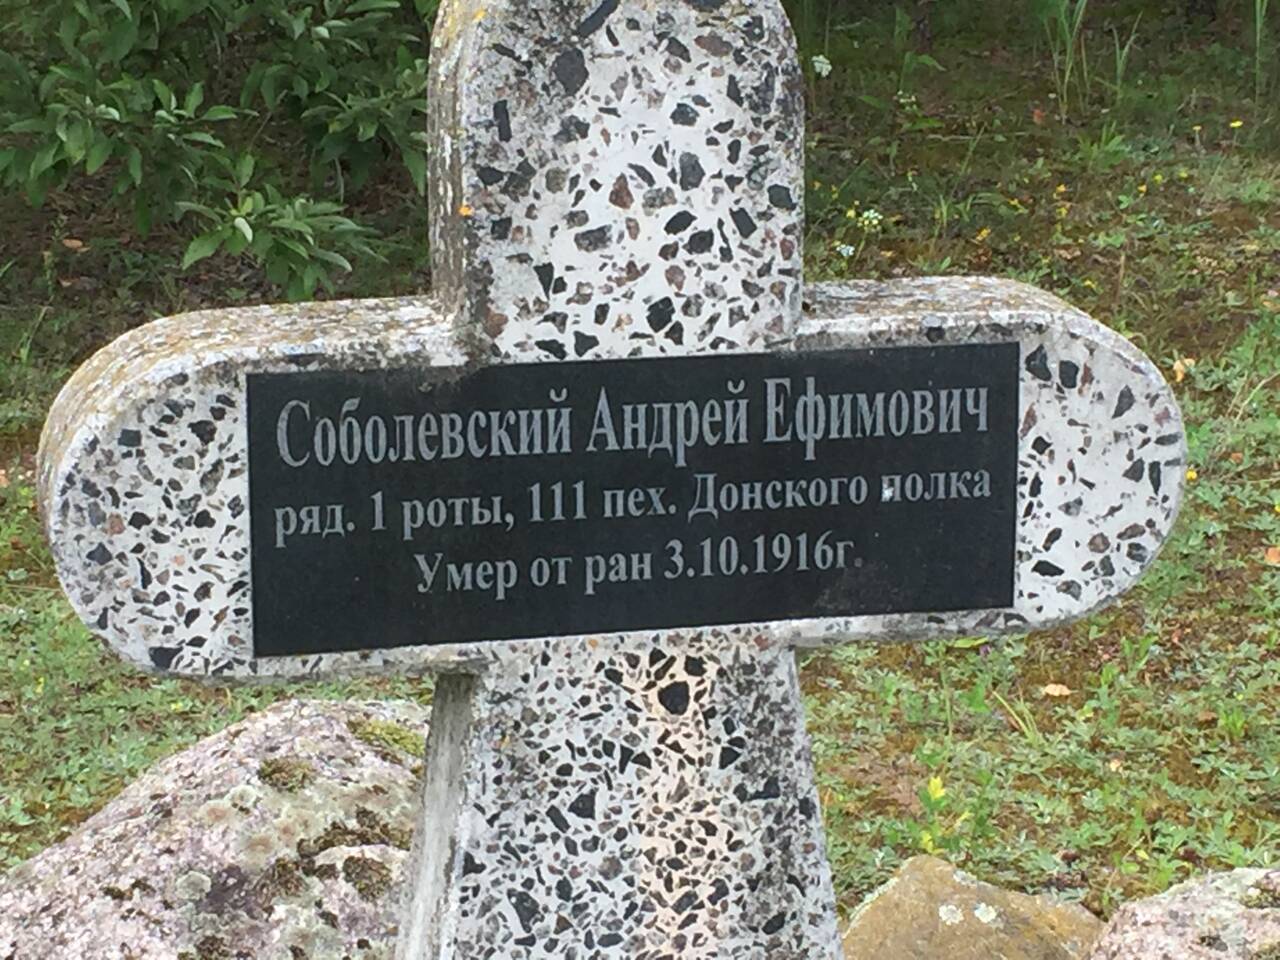 Соболевский Андрей Ефимович
ряд. 1 роты, 111 пех. Донского полка
Умер от ран 3.10.1916г.